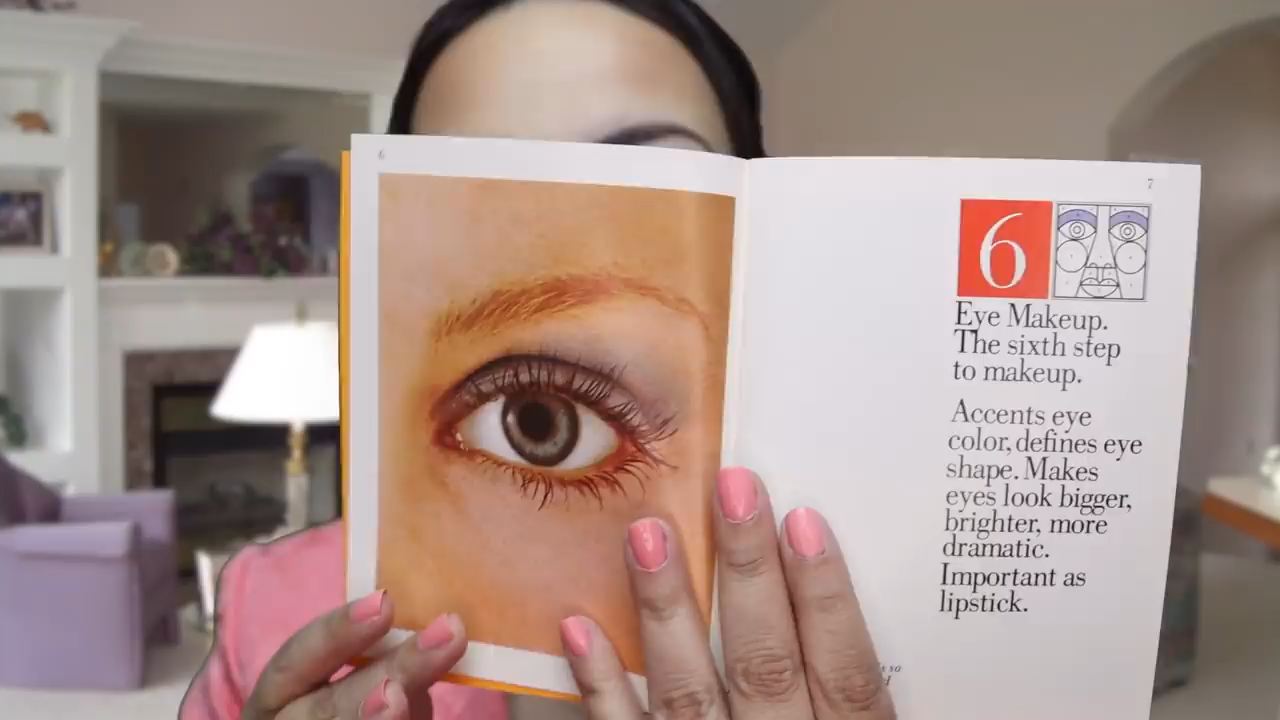 6
7
6
Eye Makeup.
The sixth step
to makeup.
Accents eye
color, defines eye
shape. Makes
eyes look bigger,
brighter, more
dramatic.
Important as
lipstick.
so